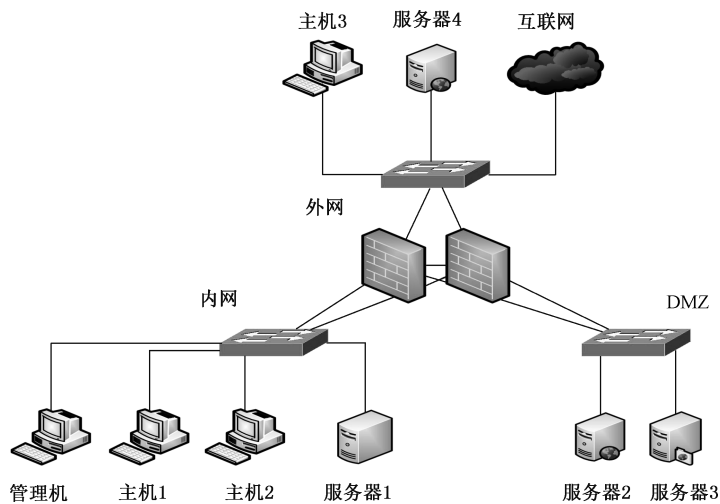 主机3
服务器4
互联网
外网
内网
DMZ
管理机
主机1
主机2
服务器1
服务器2
服务器3